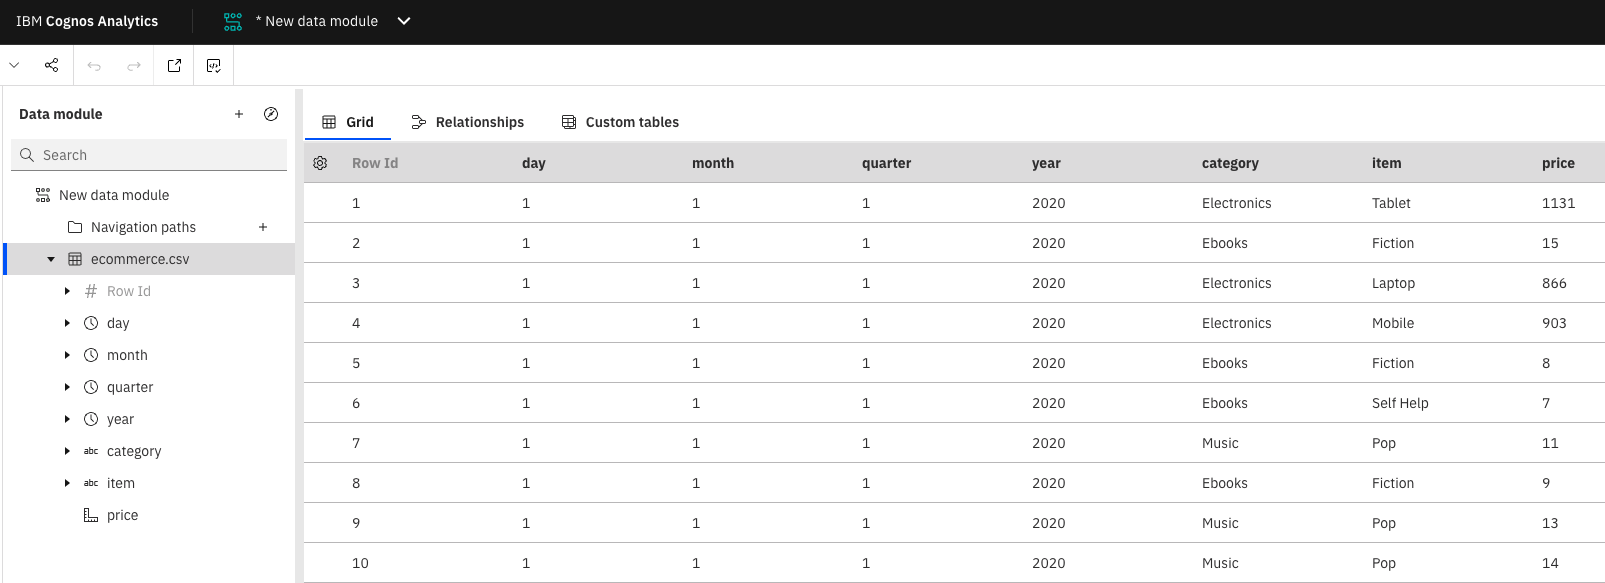 IBM Cognos Analytics * New data module
Data module
Search
New data module
Navigation paths
ecommerce.csv
# Row Id
day
month
quarter
year
abc category
abc item
price
Grid Relationships Custom tables
Row Id day month quarter year category item price
1 1 1 1 2020 Electronics Tablet 1131
2 1 1 1 2020 Ebooks Fiction 15
3 1 1 1 2020 Electronics Laptop 866
4 1 1 1 2020 Electronics Mobile 903
5 1 1 1 2020 Ebooks Fiction 8
6 1 1 1 2020 Ebooks Self Help 7
7 1 1 1 2020 Music Pop 11
8 1 1 1 2020 Ebooks Fiction 9
9 1 1 1 2020 Music Pop 13
10 1 1 1 2020 Music Pop 14